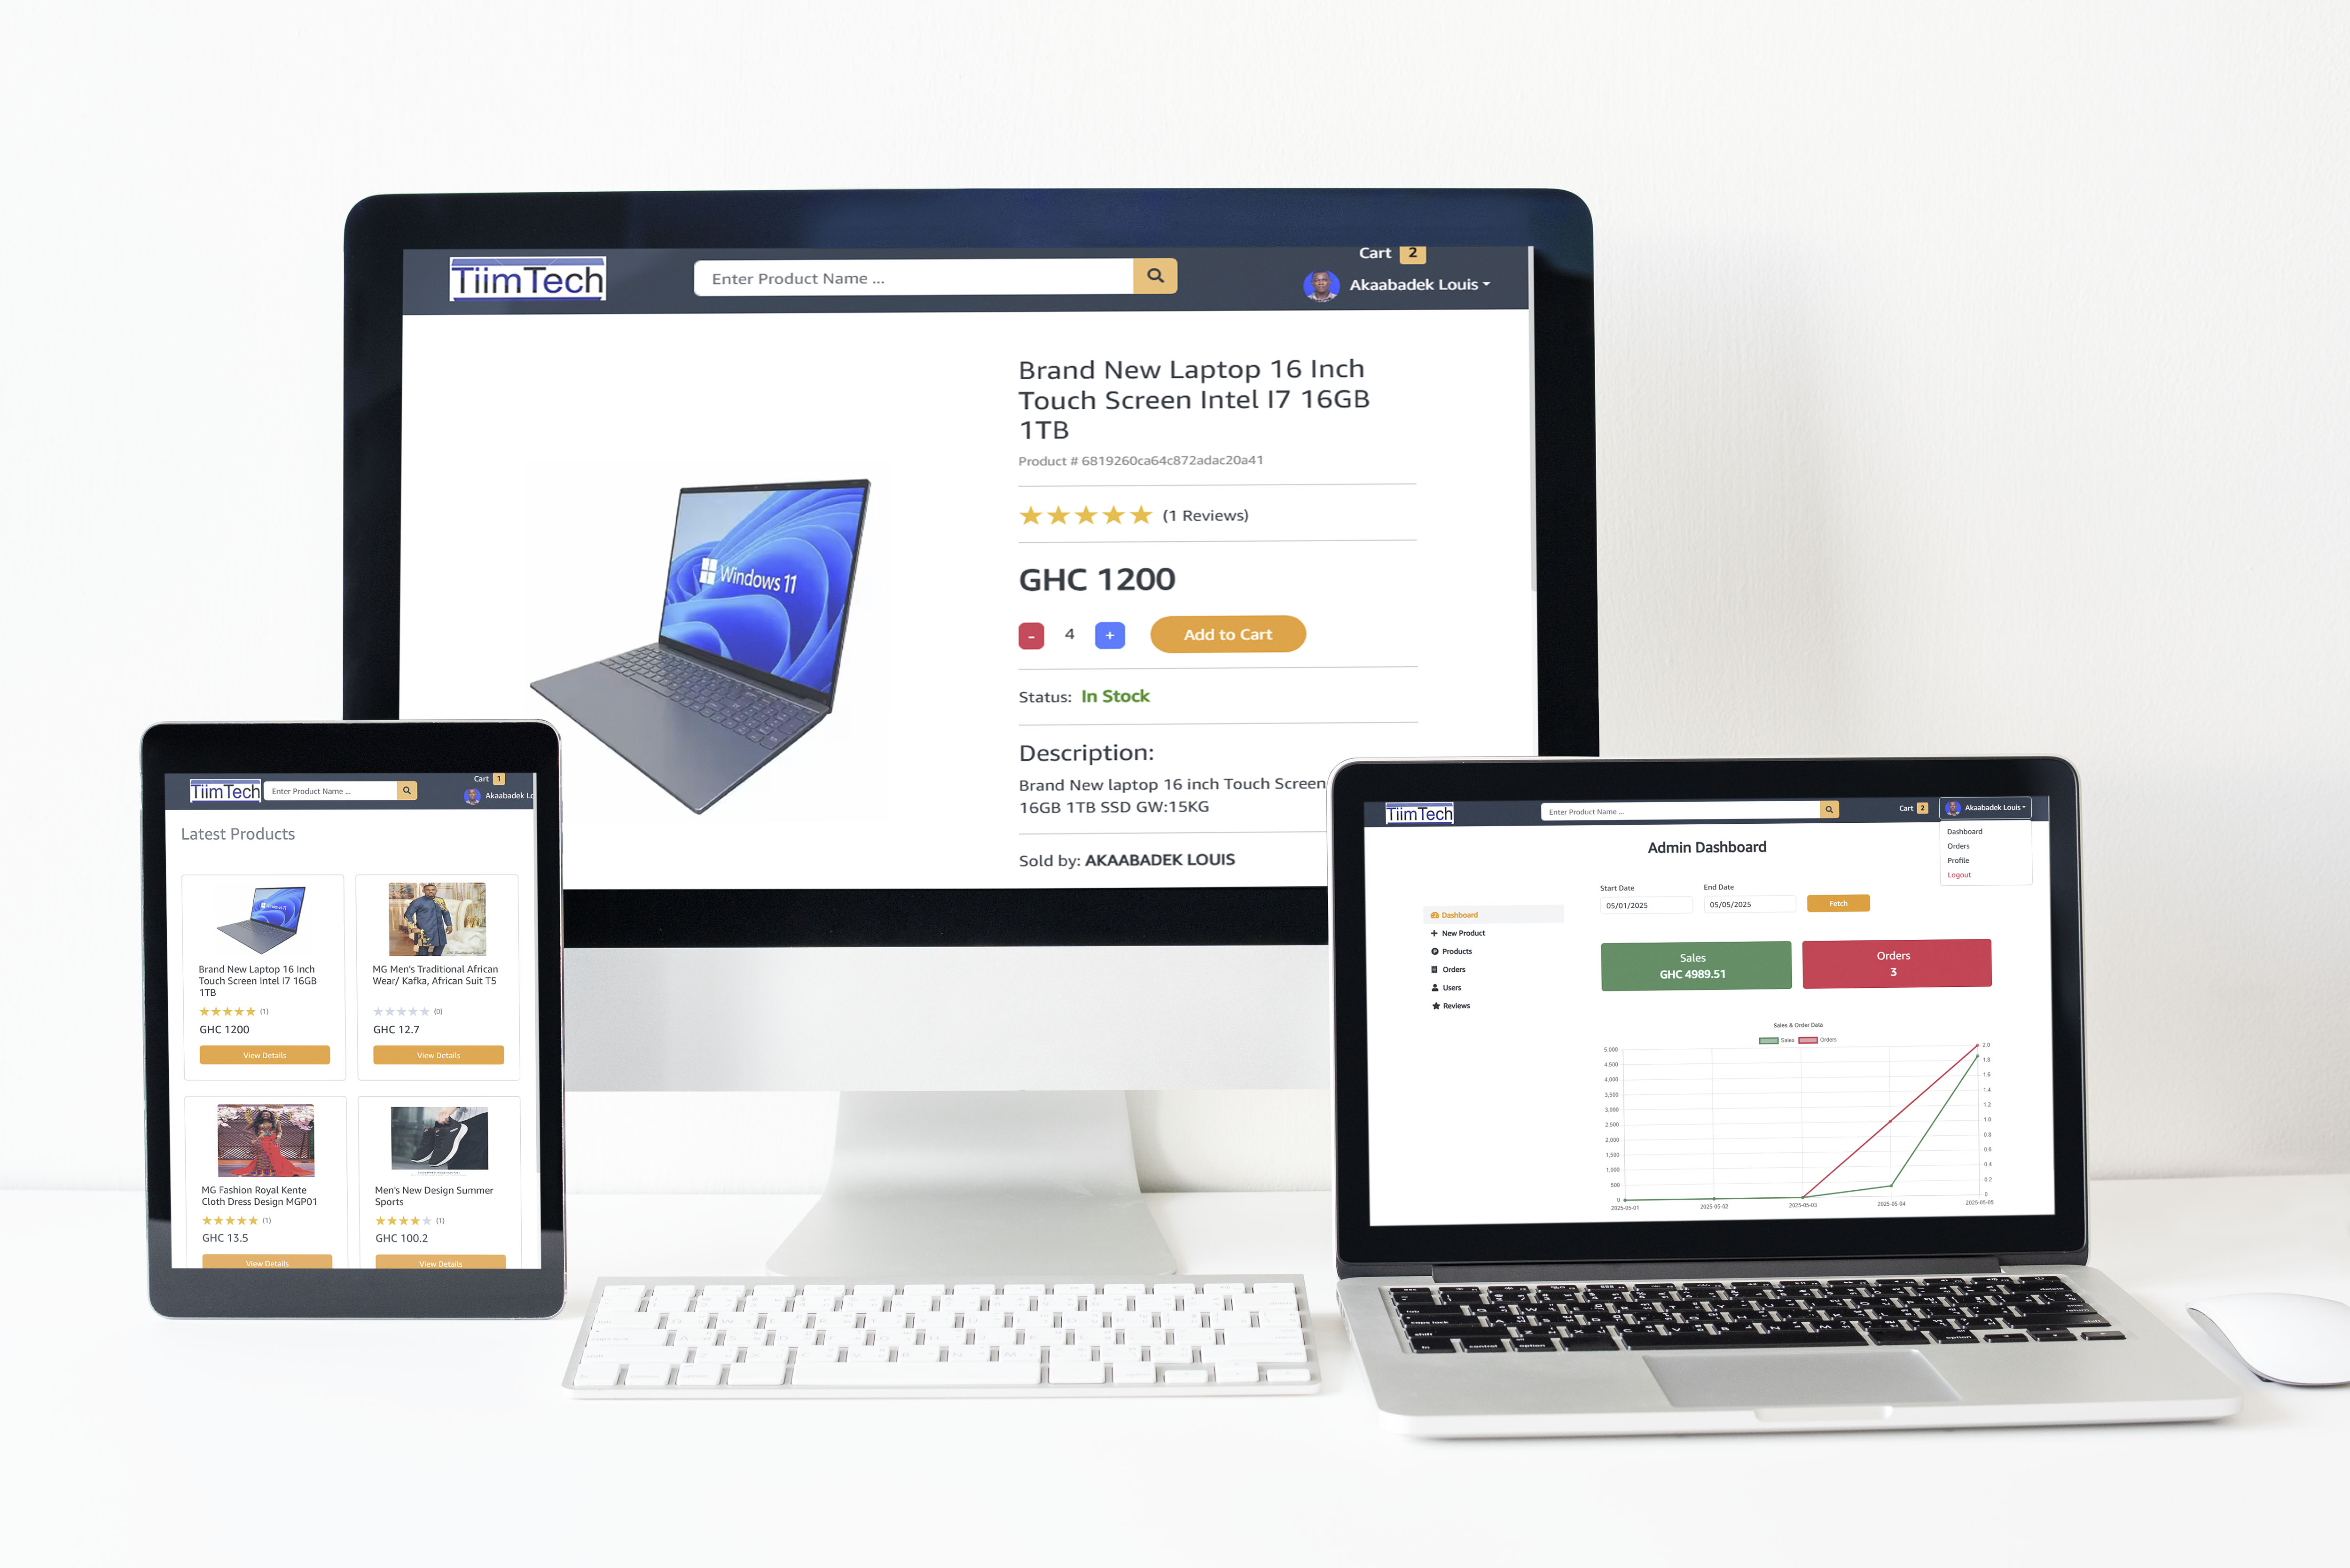 TiimTech
Enter Product Name ...
Cart 2
Akaabadek Louis
Brand New Laptop 16 Inch
Touch Screen Intel I7 16GB
1TB
Product # 6819260ca64c872adac20a41
(1 Reviews)
GHC 1200
- 4 + Add to Cart
Status: In Stock
Description:
Brand New laptop 16 inch Touch Screen
16GB 1TB SSD GW:15KG
Sold by: AKAABADEK LOUIS
Windows 11
TiimTech
Enter Product Name ...
Cart 1
Akaabadek Lo
Latest Products
Brand New Laptop 16 Inch
Touch Screen Intel I7 16GB
1TB
(1)
GHC 1200
View Details
MG Men's Traditional African
Wear/ Kafka, African Suit T5
(0)
GHC 12.7
View Details
MG Fashion Royal Kente
Cloth Dress Design MGP01
(1)
GHC 13.5
View Details
Men's New Design Summer
Sports
(1)
GHC 100.2
View Details
TiimTech
Enter Product Name ...
Cart 2
Akaabadek Louis
Dashboard
Orders
Profile
Logout
Admin Dashboard
Start Date
05/01/2025
End Date
05/05/2025
Fetch
Dashboard
New Product
Products
Orders
Users
Reviews
Sales
GHC 4989.51
Orders
3
Sales & Order Data
Sales Orders
5,000
4,500
4,000
3,500
3,000
2,500
2,000
1,500
1,000
500
0
2.0
1.8
1.6
1.4
1.2
1.0
0.8
0.6
0.4
0.2
0
2025-05-01 2025-05-02 2025-05-03 2025-05-04 2025-05-05